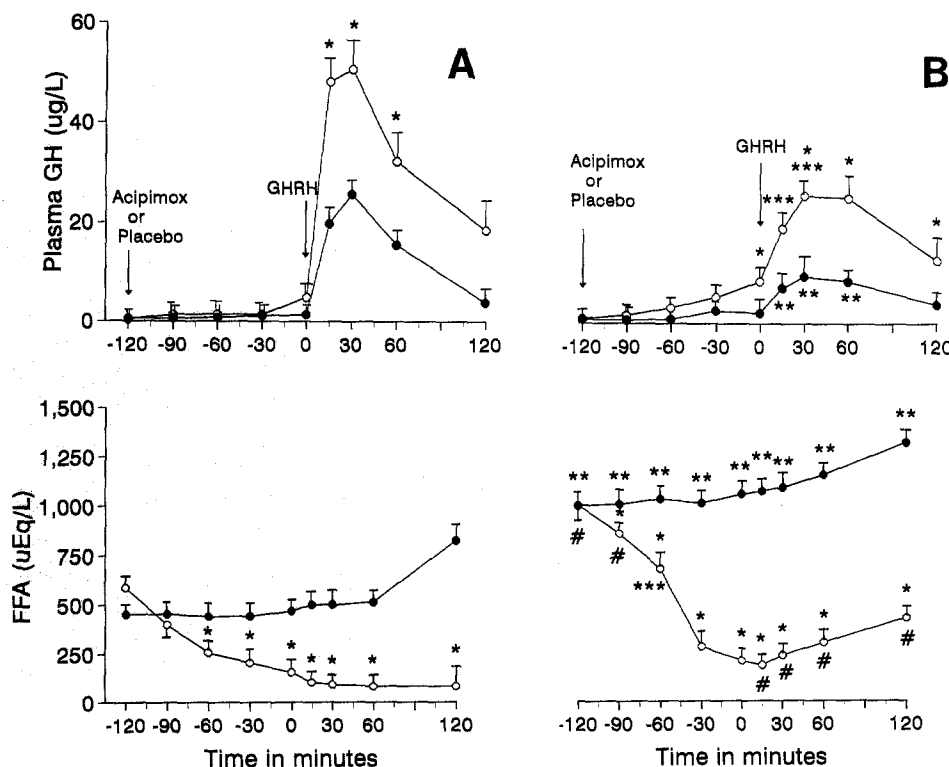 60
40
20
0
Plasma GH (ug/L)
A
Acipimox
or
Placebo
GHRH
* * *
-120 -90 -60 -30 0 30 60 120
B
Acipimox
or
Placebo
GHRH
* *** *** * * *
** ** **
-120 -90 -60 -30 0 30 60 120
1,500
1,250
1,000
750
500
250
0
FFA (uEq/L)
* * * * * * *
-120 -90 -60 -30 0 30 60 120
Time in minutes
** ** ** ** ** ** ** ** **
* * * * * * * *
***
# # # # # #
-120 -90 -60 -30 0 30 60 120
Time in minutes